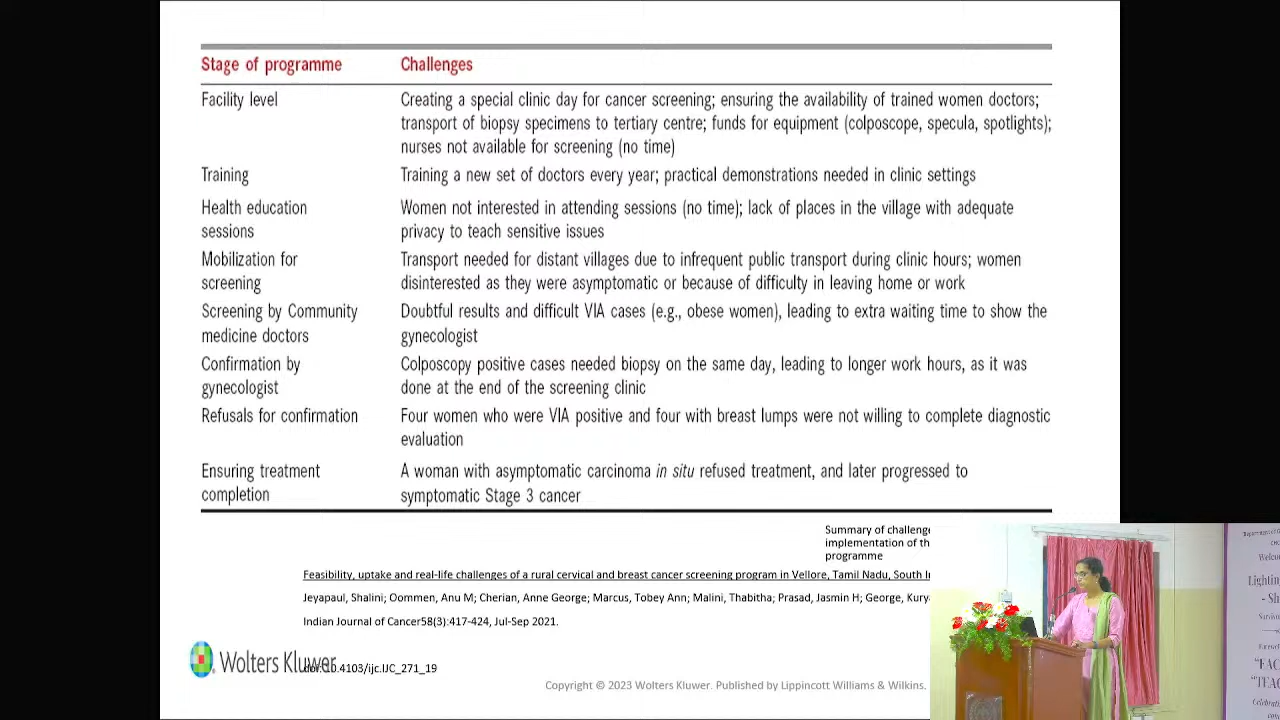 Stage of programme Challenges
Facility level Creating a special clinic day for cancer screening; ensuring the availability of trained women doctors;
transport of biopsy specimens to tertiary centre; funds for equipment (colposcope, specula, spotlights);
nurses not available for screening (no time)
Training Training a new set of doctors every year; practical demonstrations needed in clinic settings
Health education Women not interested in attending sessions (no time); lack of places in the village with adequate
sessions privacy to teach sensitive issues
Mobilization for Transport needed for distant villages due to infrequent public transport during clinic hours; women
screening disinterested as they were asymptomatic or because of difficulty in leaving home or work
Screening by Community Doubtful results and difficult VIA cases (e.g., obese women), leading to extra waiting time to show the
medicine doctors gynecologist
Confirmation by Colposcopy positive cases needed biopsy on the same day, leading to longer work hours, as it was
gynecologist done at the end of the screening clinic
Refusals for confirmation Four women who were VIA positive and four with breast lumps were not willing to complete diagnostic
evaluation
Ensuring treatment A woman with asymptomatic carcinoma in situ refused treatment, and later progressed to
completion symptomatic Stage 3 cancer
Summary of challenge
implementation of th
programme
Feasibility, uptake and real-life challenges of a rural cervical and breast cancer screening program in Vellore, Tamil Nadu, South In
Jeyapaul, Shalini; Oommen, Anu M; Cherian, Anne George; Marcus, Tobey Ann; Malini, Thabitha; Prasad, Jasmin H; George, Kury
Indian Journal of Cancer58(3):417-424, Jul-Sep 2021.
Wolters Kluwer
doi: 10.4103/ijc.IJC_271_19
Copyright © 2023 Wolters Kluwer. Published by Lippincott Williams & Wilkins.
Lighting
"TEA